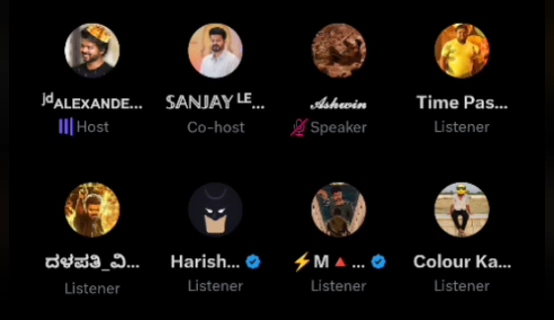 jdALEXANDE...
Host
SANJAY LE...
Co-host
Ashwin
Speaker
Time Pas...
Listener
ದಳಪತಿ_ವಿ...
Listener
Harish...
Listener
⚡M🔺...
Listener
Colour Ka...
Listener